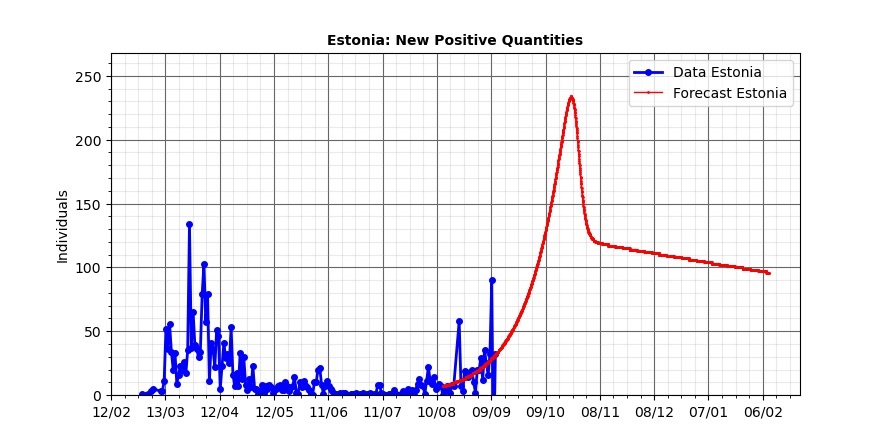 Estonia: New Positive Quantities
Data Estonia
Forecast Estonia
Individuals
250
200
150
100
50
0
12/02 13/03 12/04 12/05 11/06 11/07 10/08 09/09 09/10 08/11 08/12 07/01 06/02